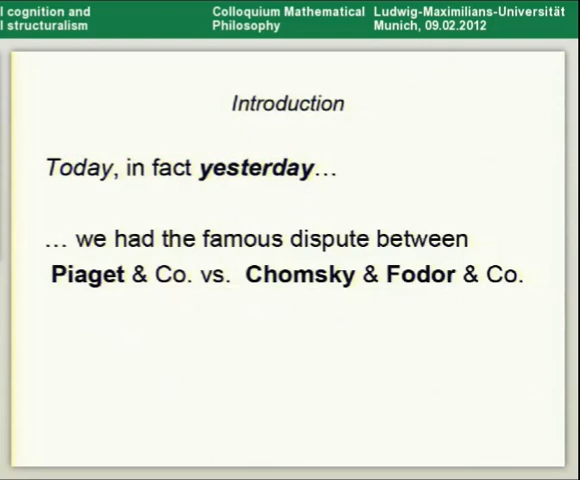 l cognition and
l structuralism
Colloquium Mathematical
Philosophy
Ludwig-Maximilians-Universität
Munich, 09.02.2012
Introduction
Today, in fact yesterday…
… we had the famous dispute between
Piaget & Co. vs. Chomsky & Fodor & Co.